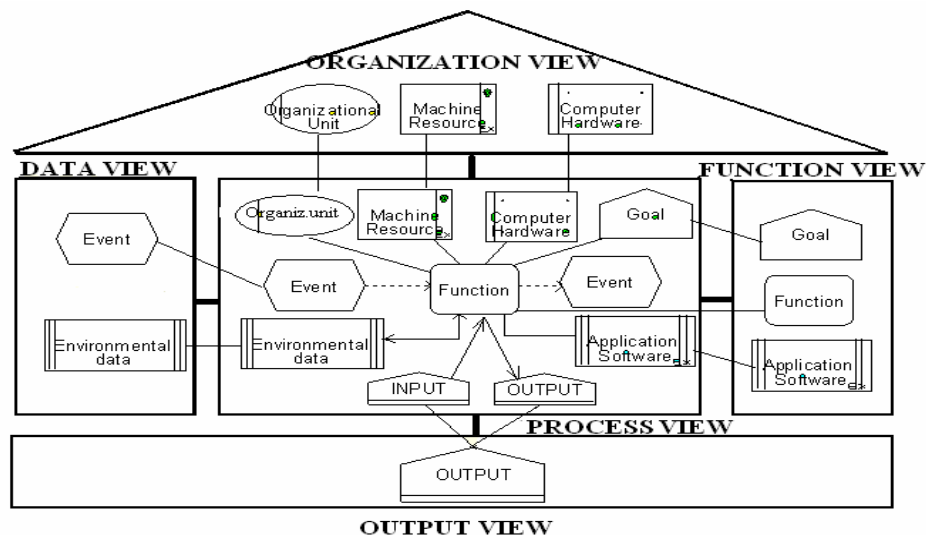 ORGANIZATION VIEW
Organizational
Unit
Machine
Resource
Ex
Computer
Hardware
DATA VIEW
FUNCTION VIEW
Event
Environmental
data
Organiz.unit
Machine
Resource
Ex
Computer
Hardware
Goal
Event
Function
Event
Environmental
data
Application
Software
INPUT
OUTPUT
Goal
Function
Application
Software
PROCESS VIEW
OUTPUT
OUTPUT VIEW